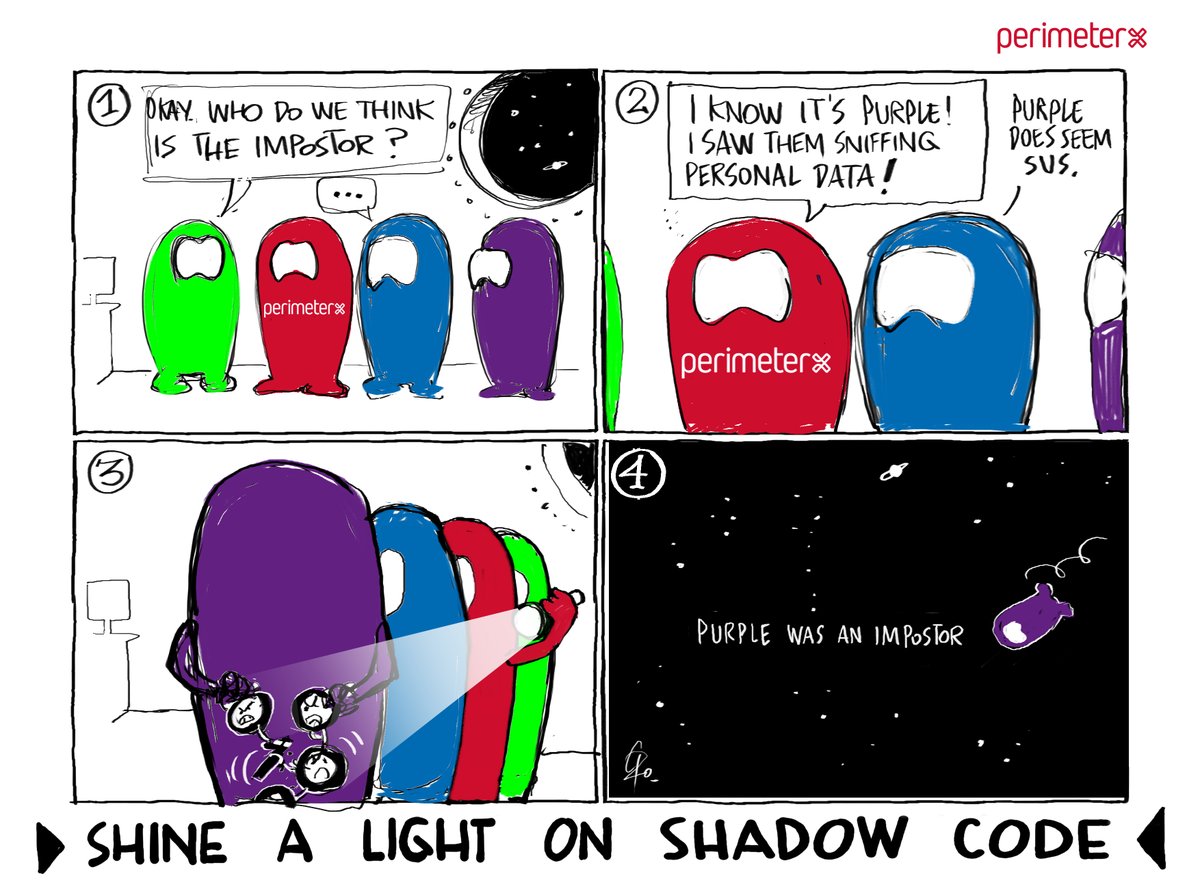 perimeterx
1
OKAY. WHO DO WE THINK
IS THE IMPOSTOR?
...
perimeterx
2
I KNOW IT'S PURPLE!
I SAW THEM SNIFFING
PERSONAL DATA!
PURPLE
DOES SEEM
SUS.
perimeterx
3
4
PURPLE WAS AN IMPOSTOR
SHINE A LIGHT ON SHADOW CODE